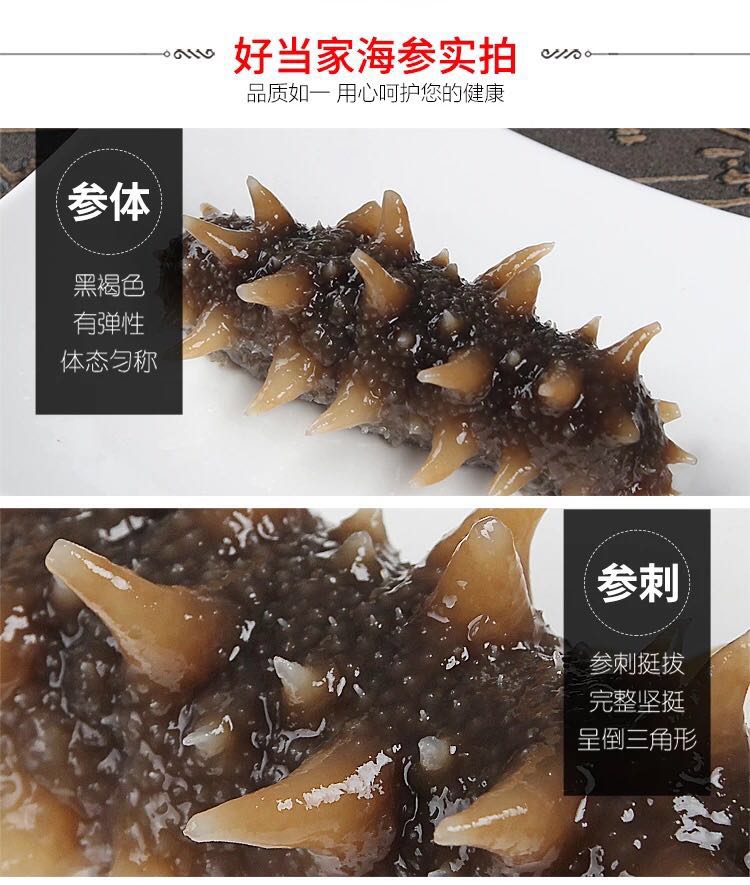 好当家海参实拍
品质如一 用心呵护您的健康
参体
黑褐色
有弹性
体态匀称
参刺
参刺挺拔
完整坚挺
呈倒三角形